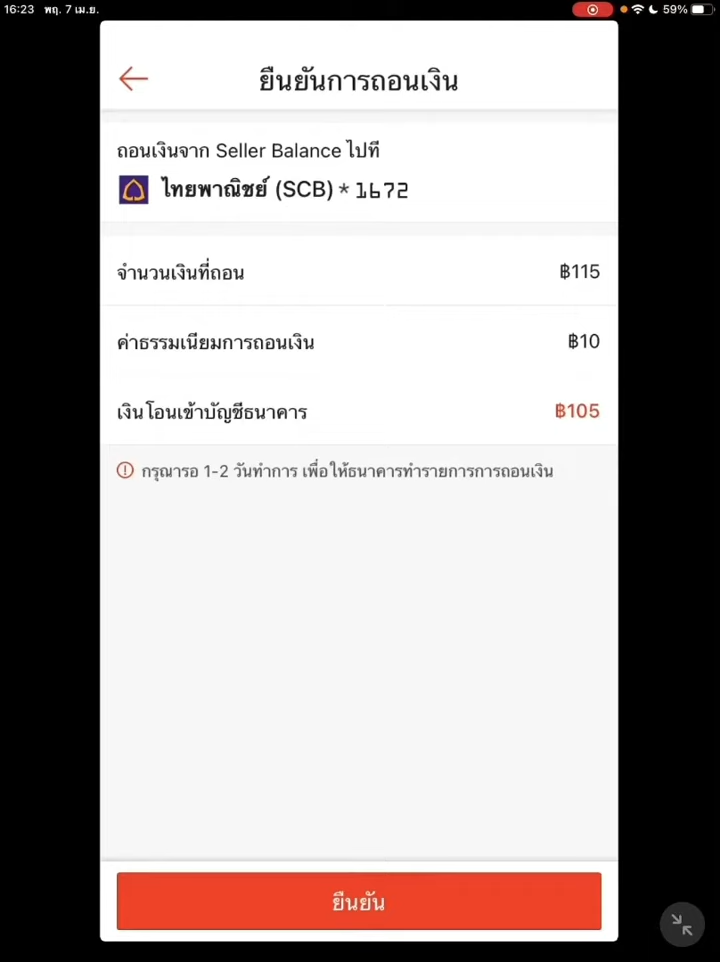 16:23 พฤ. 7 เม.ย. 59%
ยืนยันการถอนเงิน
ถอนเงินจาก Seller Balance ไปที่
ไทยพาณิชย์ (SCB) * 1672
จำนวนเงินที่ถอน ฿115
ค่าธรรมเนียมการถอนเงิน ฿10
เงินโอนเข้าบัญชีธนาคาร ฿105
กรุณารอ 1-2 วันทำการ เพื่อให้ธนาคารทำรายการการถอนเงิน
ยืนยัน